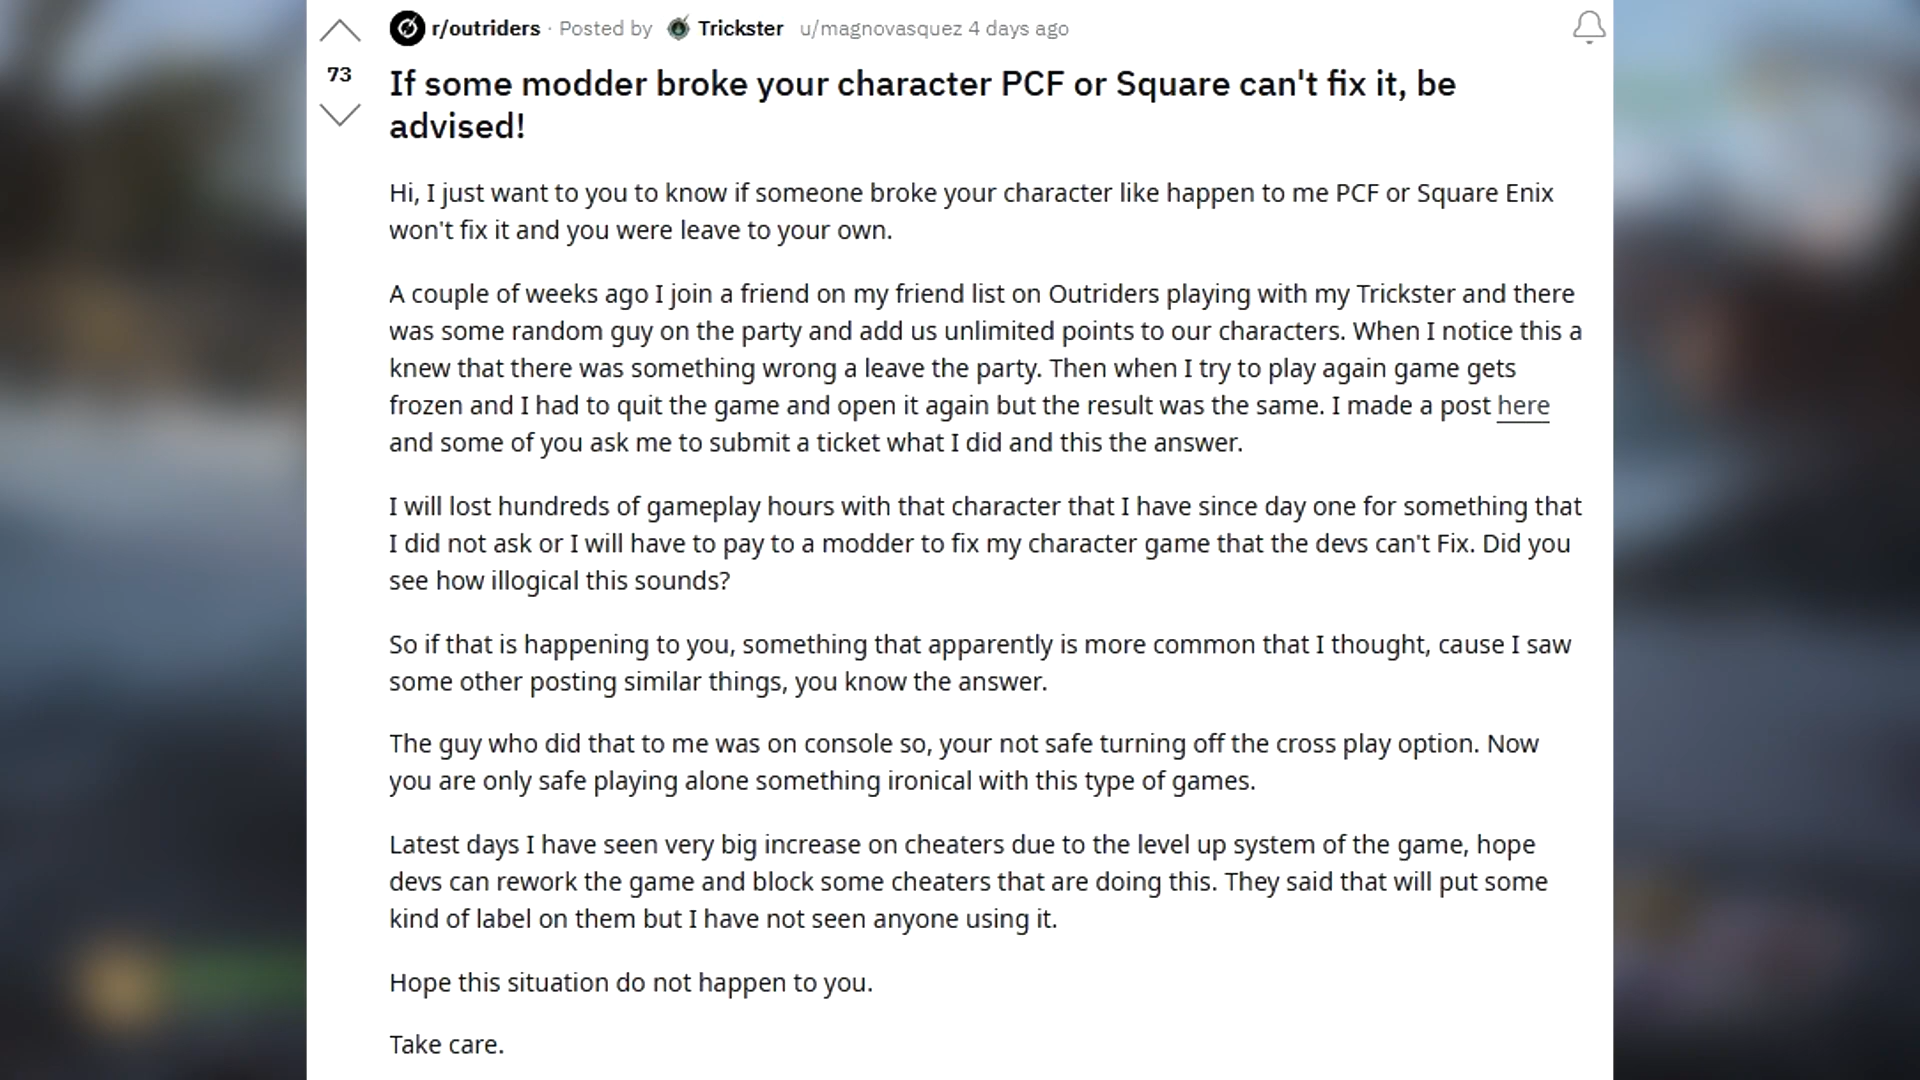 r/outriders · Posted by Trickster u/magnovasquez 4 days ago
73
If some modder broke your character PCF or Square can't fix it, be
advised!
Hi, I just want to you to know if someone broke your character like happen to me PCF or Square Enix
won't fix it and you were leave to your own.
A couple of weeks ago I join a friend on my friend list on Outriders playing with my Trickster and there
was some random guy on the party and add us unlimited points to our characters. When I notice this a
knew that there was something wrong a leave the party. Then when I try to play again game gets
frozen and I had to quit the game and open it again but the result was the same. I made a post here
and some of you ask me to submit a ticket what I did and this the answer.
I will lost hundreds of gameplay hours with that character that I have since day one for something that
I did not ask or I will have to pay to a modder to fix my character game that the devs can't Fix. Did you
see how illogical this sounds?
So if that is happening to you, something that apparently is more common that I thought, cause I saw
some other posting similar things, you know the answer.
The guy who did that to me was on console so, your not safe turning off the cross play option. Now
you are only safe playing alone something ironical with this type of games.
Latest days I have seen very big increase on cheaters due to the level up system of the game, hope
devs can rework the game and block some cheaters that are doing this. They said that will put some
kind of label on them but I have not seen anyone using it.
Hope this situation do not happen to you.
Take care.